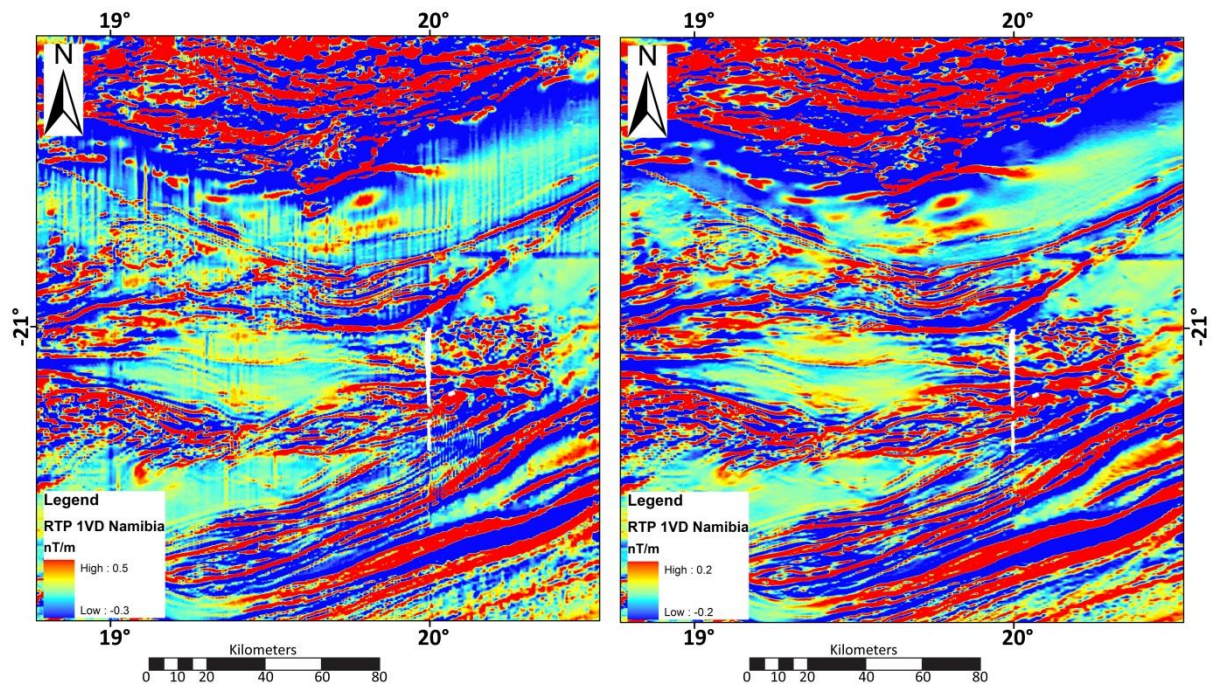 19° 20° 19° 20°
N
N
-21°
-21°
Legend
RTP 1VD Namibia
nT/m
High : 0.5
Low : -0.3
Legend
RTP 1VD Namibia
nT/m
High : 0.2
Low : -0.2
19° 20° 19° 20°
Kilometers
0 10 20 40 60 80
Kilometers
0 10 20 40 60 80